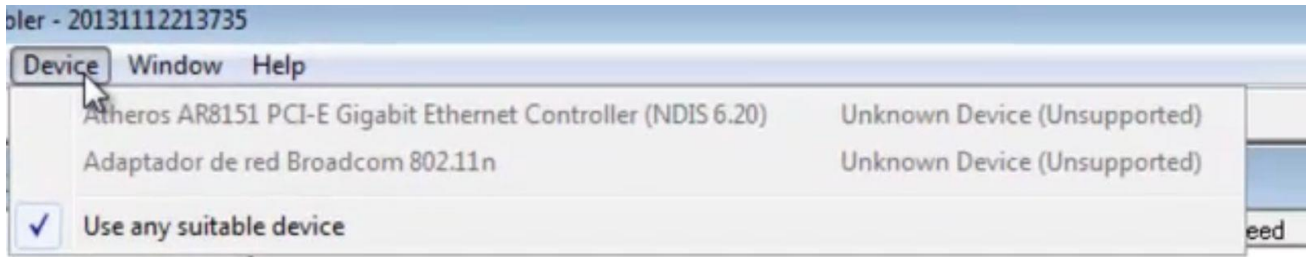 oler - 20131112213735
Device Window Help
Atheros AR8151 PCI-E Gigabit Ethernet Controller (NDIS 6.20) Unknown Device (Unsupported)
Adaptador de red Broadcom 802.11n Unknown Device (Unsupported)
Use any suitable device
eed